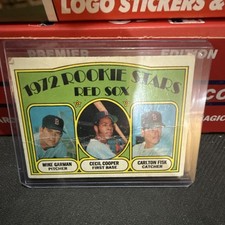 LOGO STICKERS &
PREMIER EDITION
1972 ROOKIE STARS
RED SOX
MIKE GARMAN
PITCHER
CECIL COOPER
FIRST BASE
CARLTON FISK
CATCHER